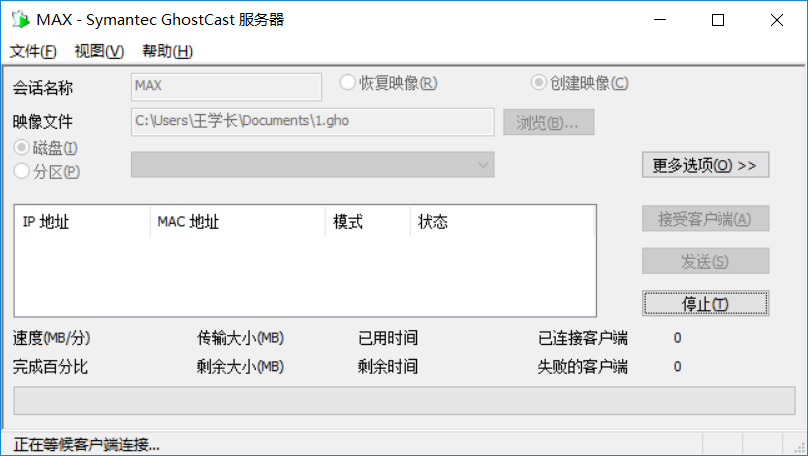 MAX - Symantec GhostCast 服务器
文件(F) 视图(V) 帮助(H)
会话名称 MAX 恢复映像(R) 创建映像(C)
映像文件 C:\Users\王学长\Documents\1.gho 浏览(B)...
磁盘(I)
分区(P)
更多选项(O) >>
IP 地址 MAC 地址 模式 状态
接受客户端(A)
发送(S)
停止(T)
速度(MB/分) 传输大小(MB) 已用时间 已连接客户端 0
完成百分比 剩余大小(MB) 剩余时间 失败的客户端 0
正在等候客户端连接...